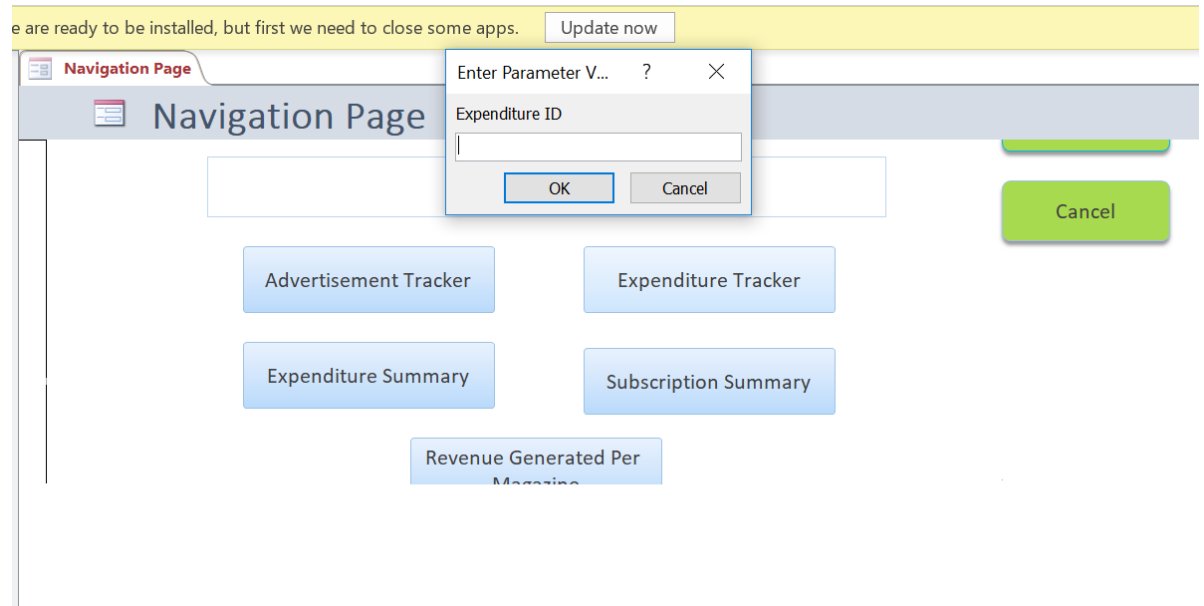 e are ready to be installed, but first we need to close some apps. Update now
Navigation Page
Navigation Page
Enter Parameter V... ?
Expenditure ID
OK Cancel
Cancel
Advertisement Tracker Expenditure Tracker
Expenditure Summary Subscription Summary
Revenue Generated Per
Magazine